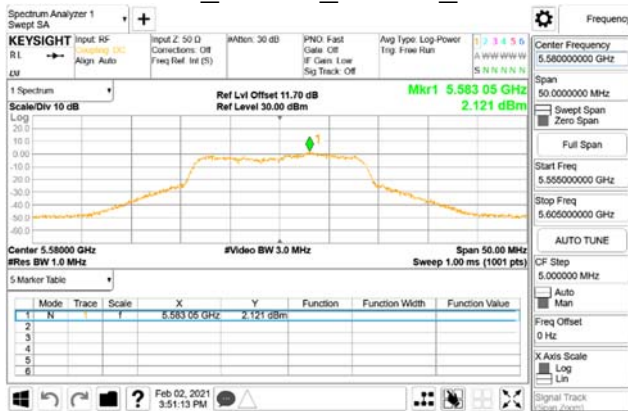 Spectrum Analyzer 1
Swept SA
+
Frequency
KEYSIGHT
RL
Input: RF
Coupling: DC
Align: Auto
Input Z: 50 Ω
Corrections: Off
Freq Ref: Int (S)
#Atten: 30 dB
PNO: Fast
Gate: Off
IF Gain: Low
Sig Track: Off
Avg Type: Log-Power
Trig: Free Run
1 2 3 4 5 6
A W W W W W
S N N N N N
1 Spectrum
Scale/Div 10 dB
Ref Lvl Offset 11.70 dB
Ref Level 30.00 dBm
Mkr1 5.583 05 GHz
2.121 dBm
Log
20.0
10.0
0.00
-10.0
-20.0
-30.0
-40.0
-50.0
-60.0
1
Center 5.58000 GHz
#Res BW 1.0 MHz
#Video BW 3.0 MHz
Span 50.00 MHz
Sweep 1.00 ms (1001 pts)
5 Marker Table
Mode Trace Scale X Y Function Function Width Function Value
1 N 1 f 5.583 05 GHz 2.121 dBm
2
3
4
5
6
Feb 02, 2021
3:51:13 PM
?
Center Frequency
5.580000000 GHz
Span
50.0000000 MHz
Swept Span
Zero Span
Full Span
Start Freq
5.555000000 GHz
Stop Freq
5.605000000 GHz
AUTO TUNE
CF Step
5.000000 MHz
Auto
Man
Freq Offset
0 Hz
X Axis Scale
Log
Lin
Signal Track
(Span Zoom)